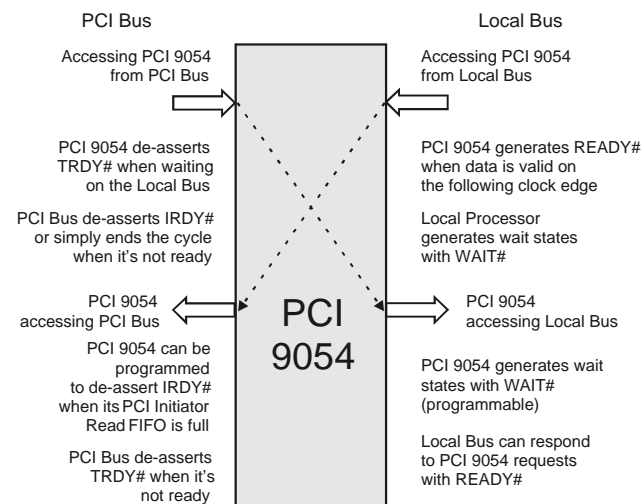 PCI Bus
Accessing PCI 9054
from PCI Bus
PCI 9054 de-asserts
TRDY# when waiting
on the Local Bus
PCI Bus de-asserts IRDY#
or simply ends the cycle
when it's not ready
PCI 9054
accessing PCI Bus
PCI 9054 can be
programmed
to de-assert IRDY#
when its PCI Initiator
Read FIFO is full
PCI Bus de-asserts
TRDY# when it's
not ready
PCI
9054
Local Bus
Accessing PCI 9054
from Local Bus
PCI 9054 generates READY#
when data is valid on
the following clock edge
Local Processor
generates wait states
with WAIT#
PCI 9054
accessing Local Bus
PCI 9054 generates wait
states with WAIT#
(programmable)
Local Bus can respond
to PCI 9054 requests
with READY#